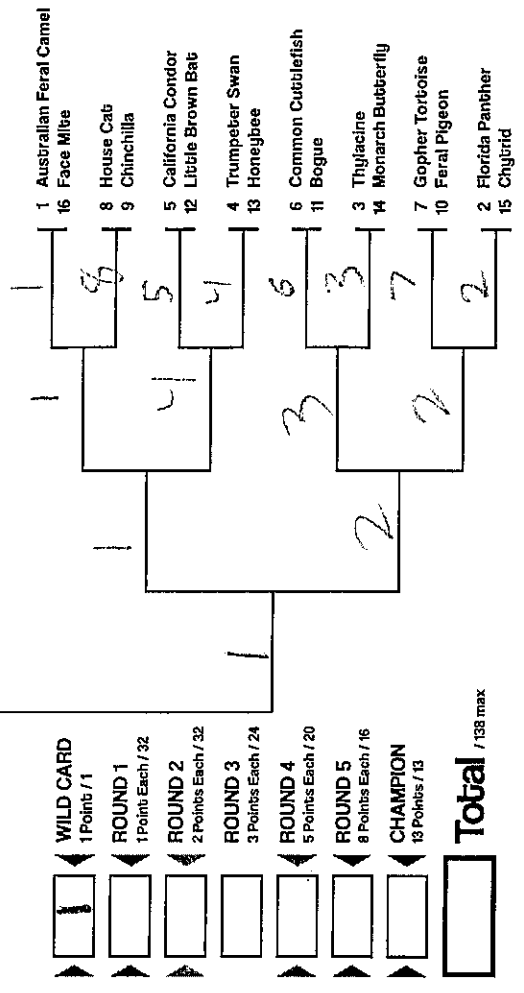 1 Australian Feral Camel
16 Face Mite
8 House Cat
9 Chinchilla
5 California Condor
12 Little Brown Bat
4 Trumpeter Swan
13 Honeybee
6 Common Cuttlefish
11 Bogue
3 Thylacine
14 Monarch Butterfly
7 Gopher Tortoise
10 Feral Pigeon
2 Florida Panther
15 Chytrid
1
8
5
4
6
3
7
2
1
4
3
2
1
2
1
WILD CARD
1 Point / 1
1
ROUND 1
1 Point Each / 32
ROUND 2
2 Points Each / 32
ROUND 3
3 Points Each / 24
ROUND 4
5 Points Each / 20
ROUND 5
8 Points Each / 16
CHAMPION
13 Points / 13
Total / 138 max